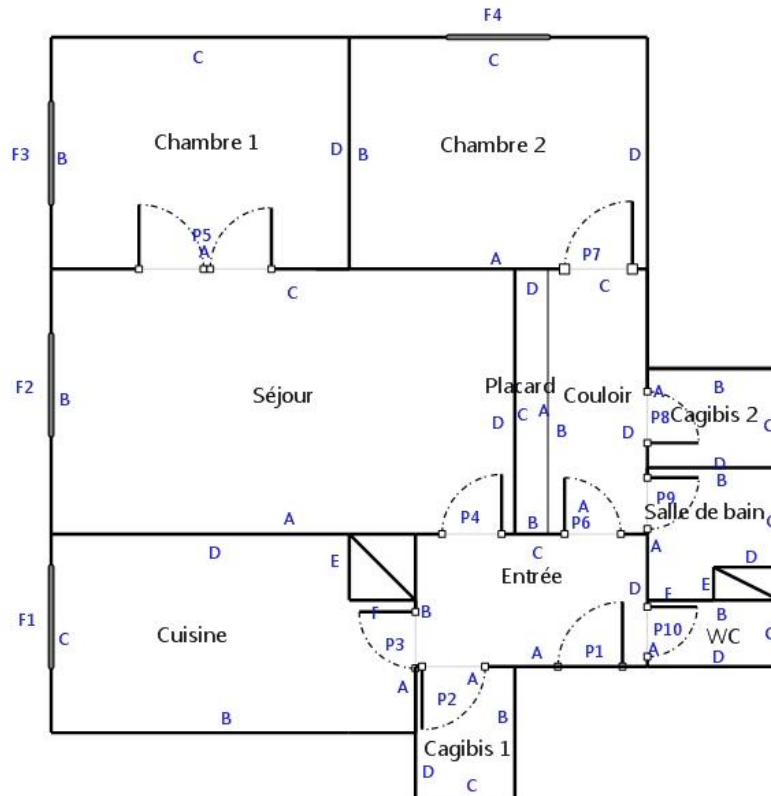 F4
C
C
Chambre 1
Chambre 2
F3
B
D
B
D
P5
A
A
P7
C
D
C
F2
B
Séjour
Placard
Couloir
D
C
A
B
D
A
B
P8
Cagibis 2
C
D
A
P4
B
A
P6
P9
B
Salle de bain
C
A
D
E
C
Entrée
D
E
D
F
F1
C
Cuisine
F
B
P3
A
P1
P10
B
WC
C
A
D
A
P2
A
B
B
Cagibis 1
D
C